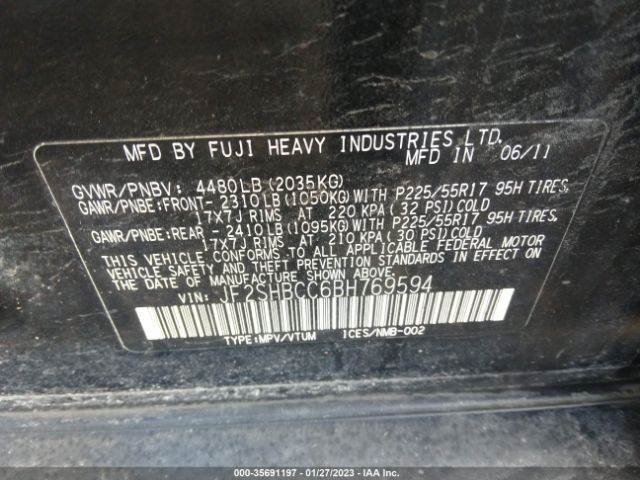 MFD BY FUJI HEAVY INDUSTRIES LTD.
MFD IN 06/11
GVWR/PNBV: 4480LB(2035KG)
GAWR/PNBE:FRONT- 2310LB(1050KG)WITH P225/55R17 95H TIRES,
17X7J RIMS AT 220 KPA(32 PSI)COLD
GAWR/PNBE:REAR - 2410LB(1095KG)WITH P225/55R17 95H TIRES,
17X7J RIMS AT 210 KPA(30 PSI)COLD
THIS VEHICLE CONFORMS TO ALL APPLICABLE FEDERAL MOTOR
VEHICLE SAFETY AND THEFT PREVENTION STANDARDS IN EFFECT ON
THE DATE OF MANUFACTURE SHOWN ABOVE.
VIN: JF2SHBCC6BH769594
TYPE:MPV/VTUM ICES/NMB-002
000-35691197 - 01/27/2023 - IAA Inc.